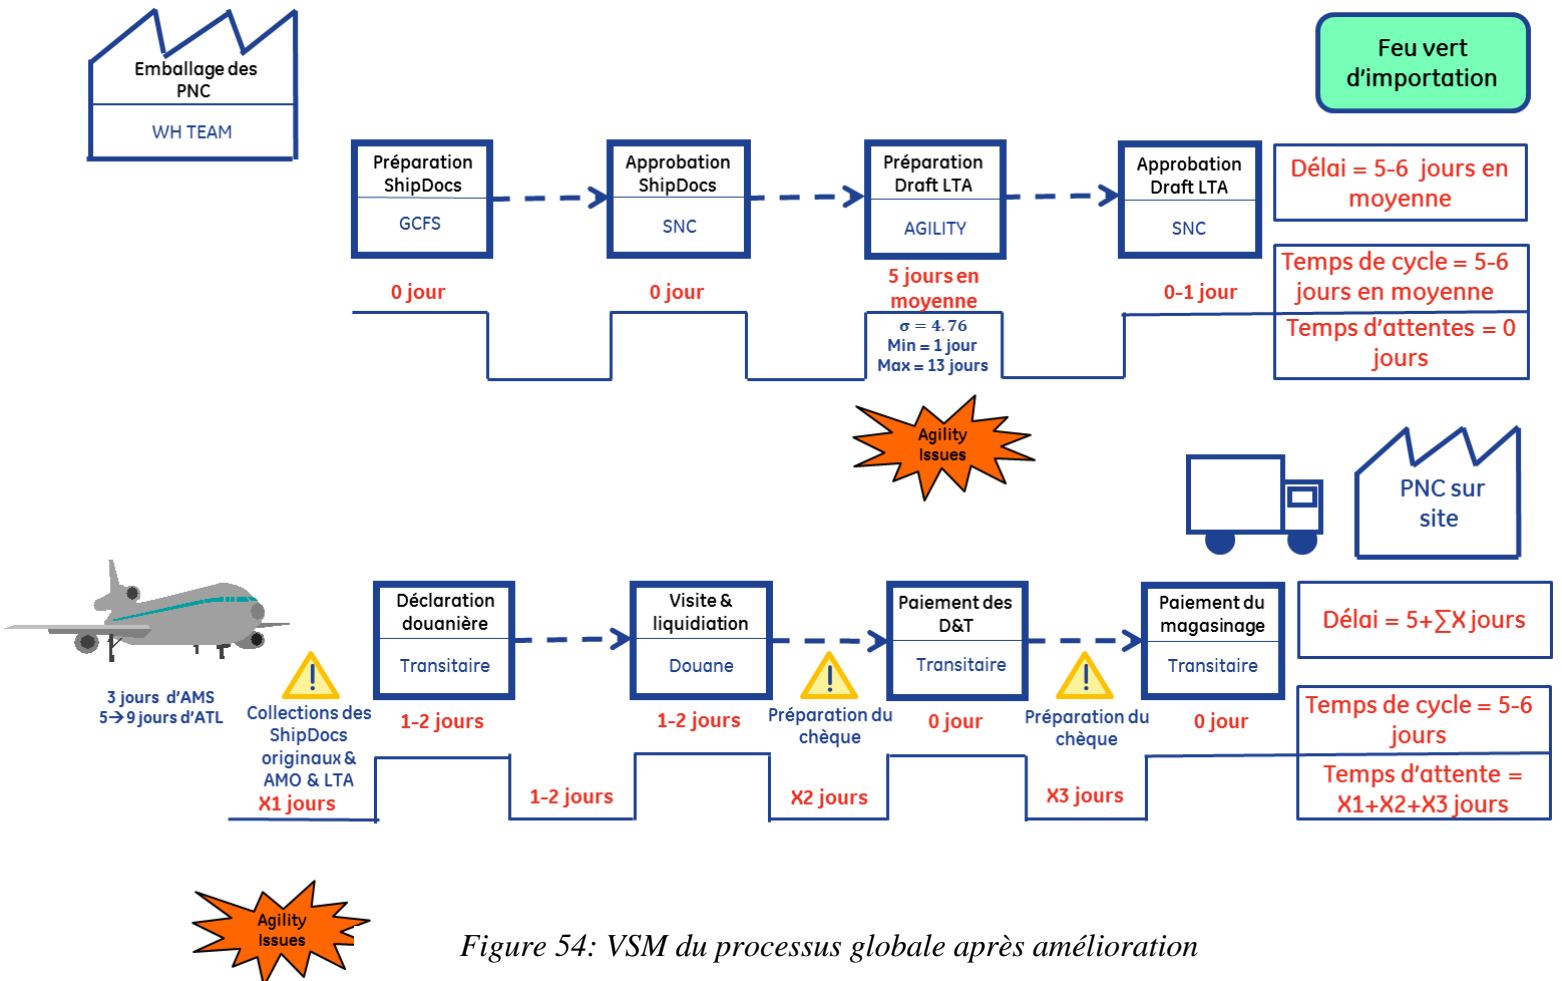 Emballage des
PNC
WH TEAM
Feu vert
d'importation
Préparation
ShipDocs
GCFS
Approbation
ShipDocs
SNC
Préparation
Draft LTA
AGILITY
Approbation
Draft LTA
SNC
Délai = 5-6 jours en
moyenne
0 jour
0 jour
5 jours en
moyenne
0-1 jour
Temps de cycle = 5-6
jours en moyenne
σ = 4.76
Min = 1 jour
Max = 13 jours
Temps d'attentes = 0
jours
Agility
Issues
PNC sur
site
Déclaration
douanière
Transitaire
Visite &
liquidiation
Douane
Paiement des
D&T
Transitaire
Paiement du
magasinage
Transitaire
Délai = 5+∑X jours
3 jours d'AMS
5→9 jours d'ATL
!
Collections des
ShipDocs
originaux &
AMO & LTA
X1 jours
1-2 jours
1-2 jours
1-2 jours
!
Préparation du
chèque
X2 jours
0 jour
!
Préparation du
chèque
X3 jours
0 jour
Temps de cycle = 5-6
jours
Temps d'attente =
X1+X2+X3 jours
Agility
Issues
Figure 54: VSM du processus globale après amélioration